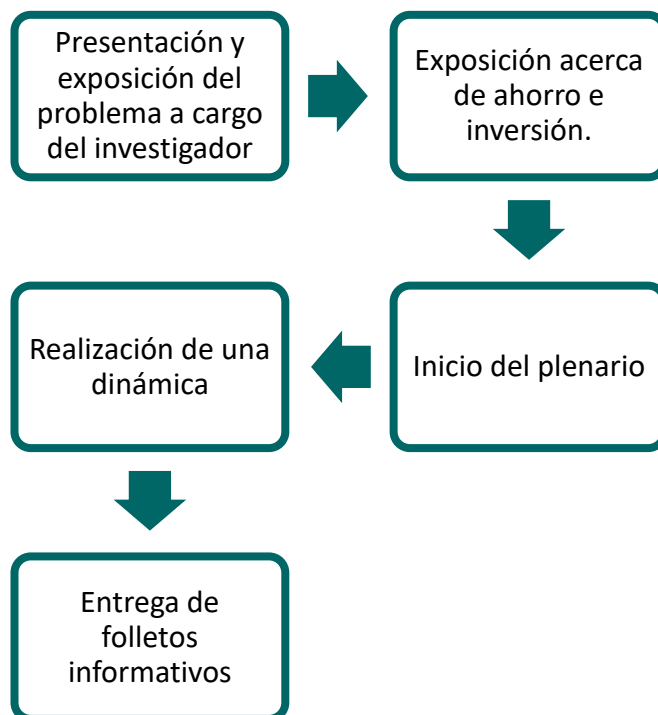 Presentación y
exposición del
problema a cargo
del investigador
Exposición acerca
de ahorro e
inversión.
Inicio del plenario
Realización de una
dinámica
Entrega de
folletos
informativos